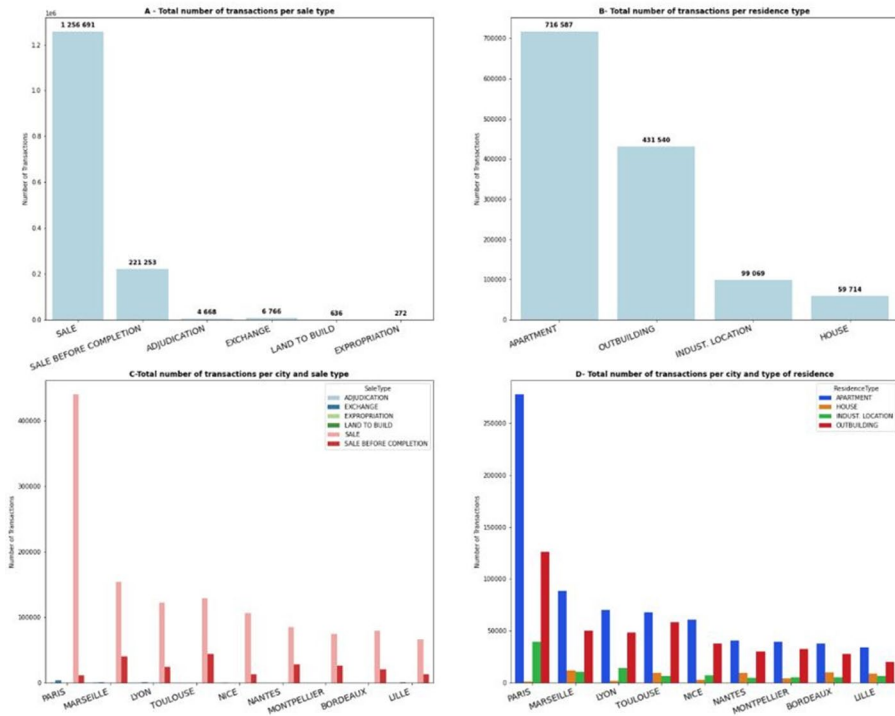 A - Total number of transactions per sale type
1e6
1 256 691
1.2
1.0
0.8
0.6
0.4
0.2
0.0
221 253
4 668
6 766
636
272
Number of Transactions
SALE
SALE BEFORE COMPLETION
ADJUDICATION
EXCHANGE
LAND TO BUILD
EXPROPRIATION
B- Total number of transactions per residence type
716 587
700000
600000
500000
400000
300000
200000
100000
0
431 540
99 069
59 714
Number of Transactions
APARTMENT
OUTBUILDING
INDUST. LOCATION
HOUSE
C-Total number of transactions per city and sale type
SaleType
ADJUDICATION
EXCHANGE
EXPROPRIATION
LAND TO BUILD
SALE
SALE BEFORE COMPLETION
400000
300000
200000
100000
0
Number of Transactions
PARIS
MARSEILLE
LYON
TOULOUSE
NICE
NANTES
MONTPELLIER
BORDEAUX
LILLE
D- Total number of transactions per city and type of residence
ResidenceType
APARTMENT
HOUSE
INDUST. LOCATION
OUTBUILDING
250000
200000
150000
100000
50000
0
Number of Transactions
PARIS
MARSEILLE
LYON
TOULOUSE
NICE
NANTES
MONTPELLIER
BORDEAUX
LILLE